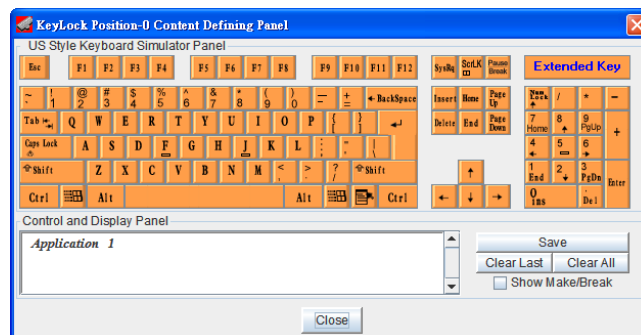 KeyLock Position-0 Content Defining Panel
US Style Keyboard Simulator Panel
Esc F1 F2 F3 F4 F5 F6 F7 F8 F9 F10 F11 F12 SysRq ScrLK Pause Break Extended Key
~ ` ! 1 @ 2 # 3 $ 4 % 5 ^ 6 & 7 * 8 ( 9 ) 0 — - + = BackSpace Insert Home Page Up Num Lock / * -
Tab Q W E R T Y U I O P { [ } ] Delete End Page Down 7 Home 8 9 PgUp +
Caps Lock A S D F G H J K L : ; " ' | \ 4 5 6
Shift Z X C V B N M < , > . ? / Shift 1 End 2 3 PgDn Enter
Ctrl Alt Alt Ctrl 0 ins . Del
Control and Display Panel
Application 1
Save
Clear Last Clear All
Show Make/Break
Close